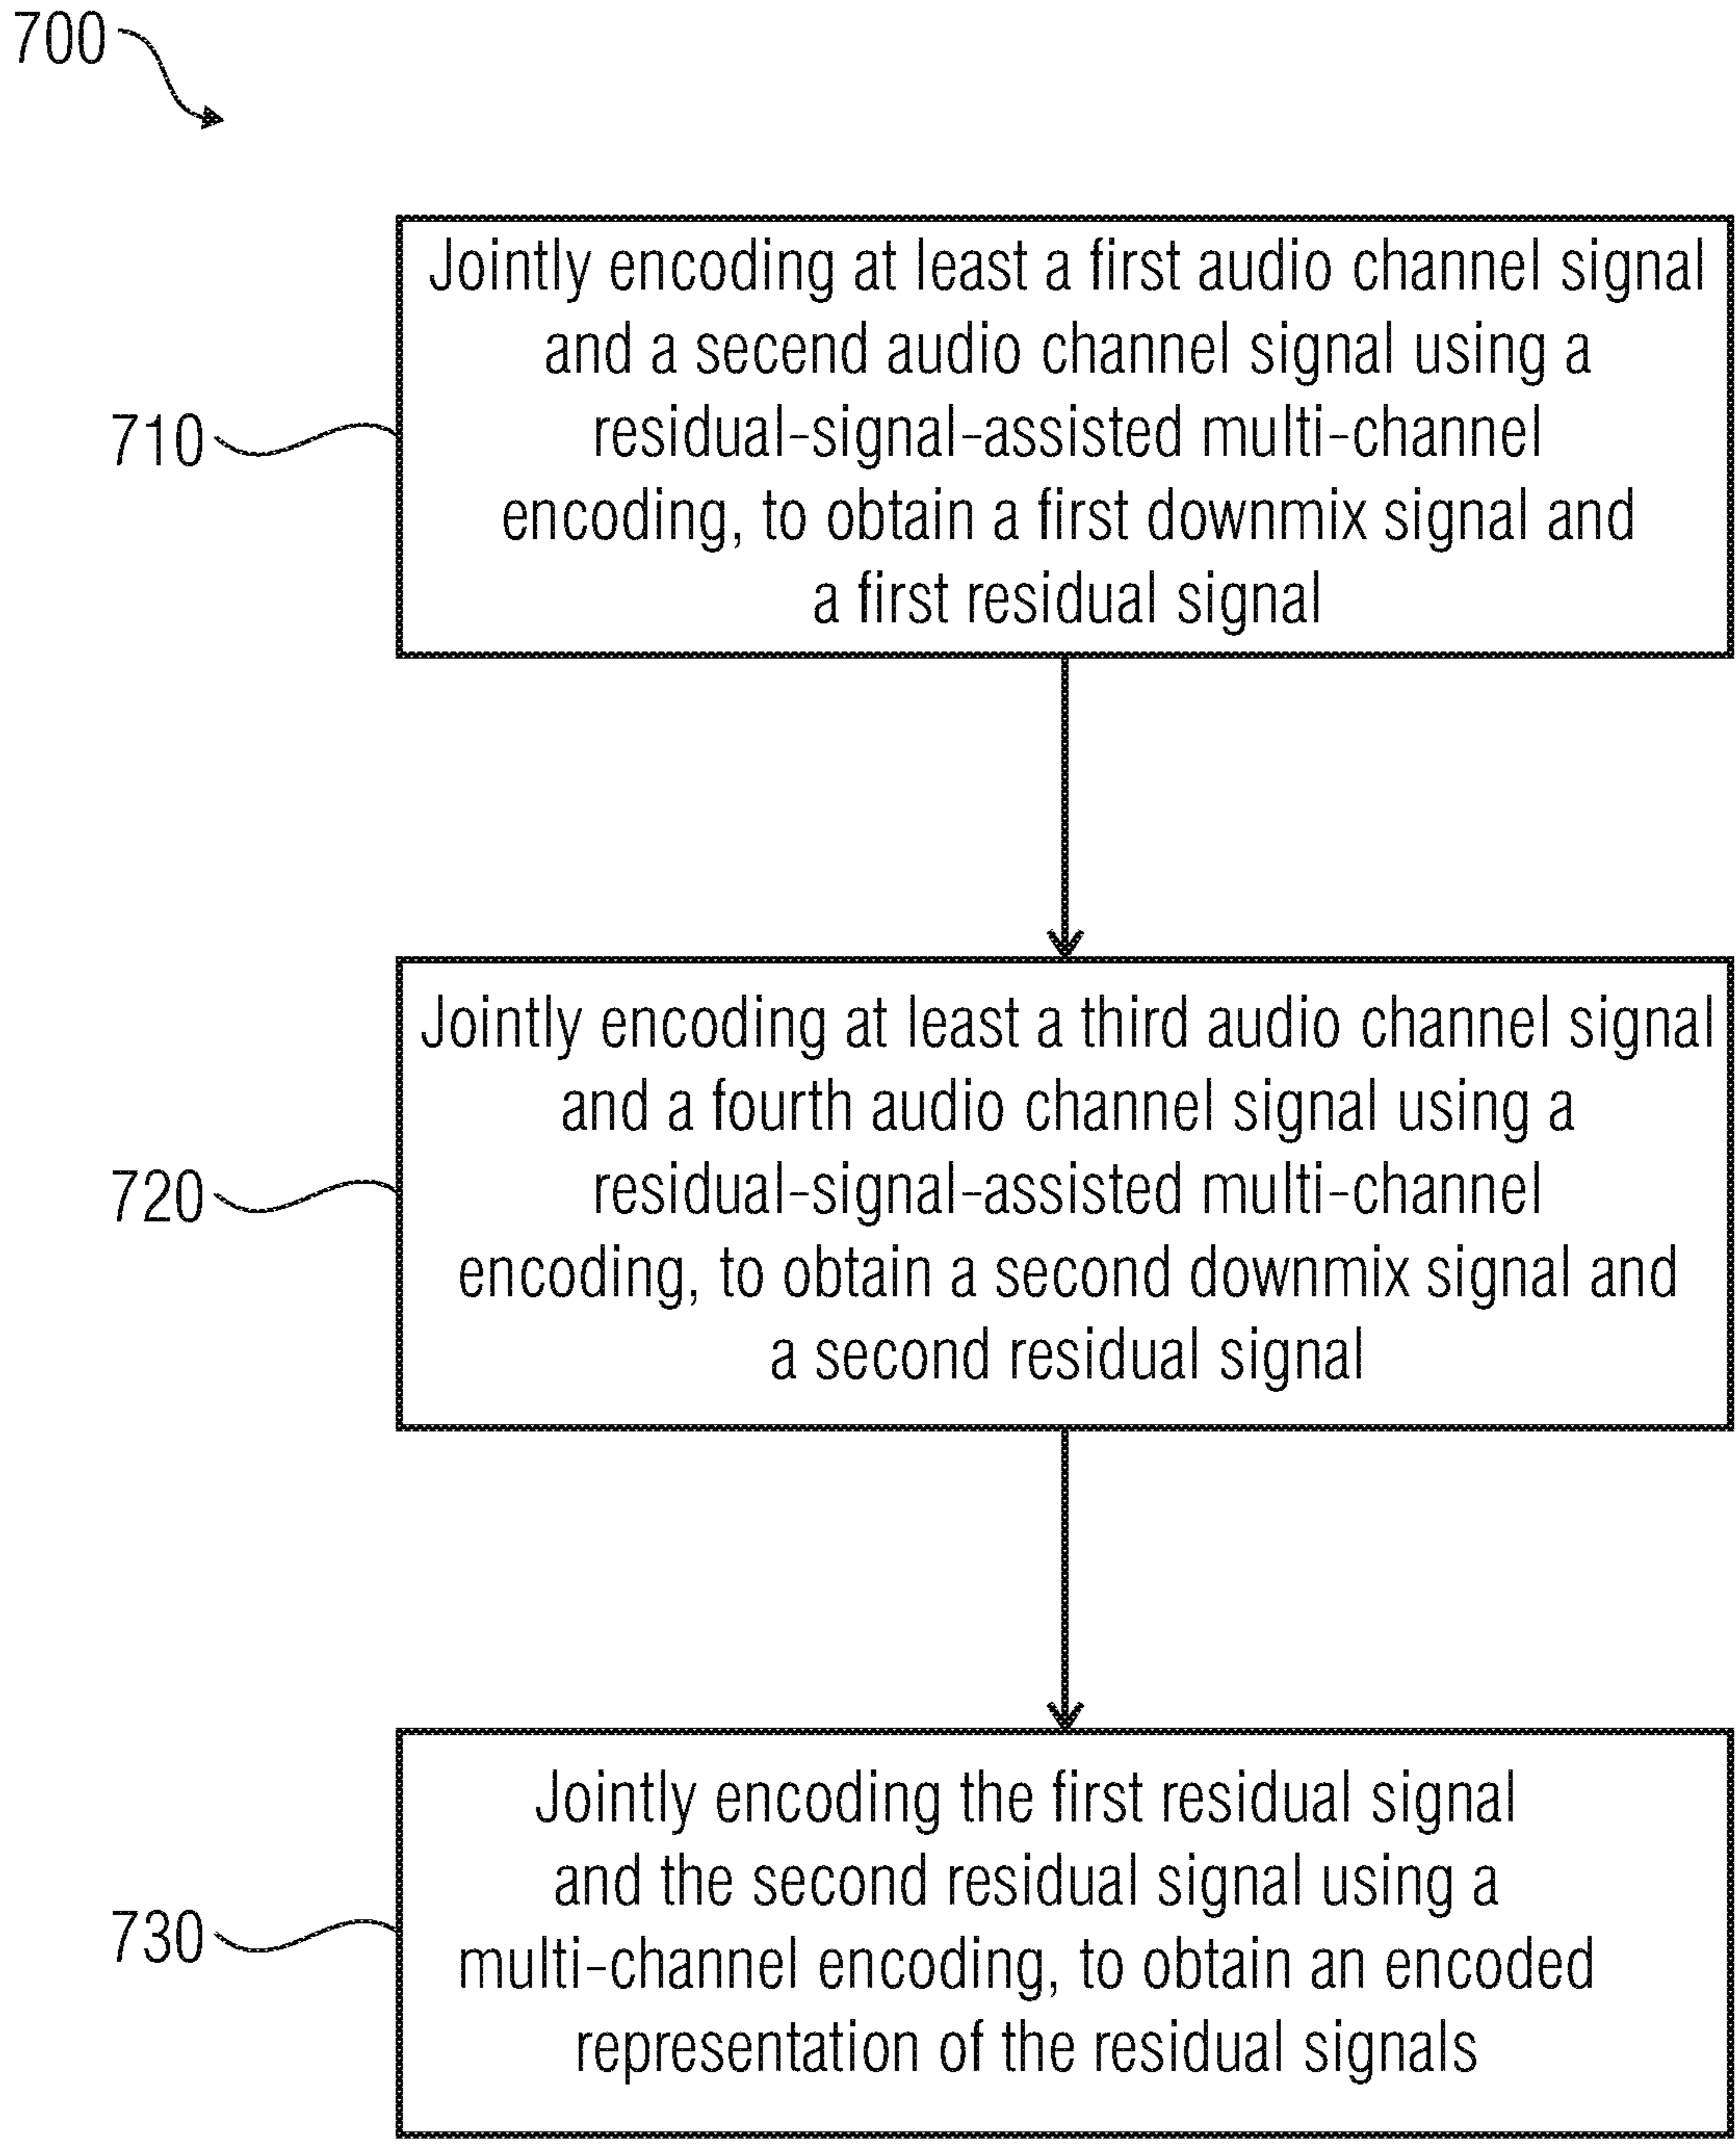 700
Jointly encoding at least a first audio channel signal
and a secend audio channel signal using a
710
residual-signal-assisted multi-channel
encoding, to obtain a first downmix signal and
a first residual signal
Jointly encoding at least a third audio channel signal
and a fourth audio channel signal using a
720
residual-signal-assisted multi-channel
encoding, to obtain a second downmix signal and
a second residual signal
Jointly encoding the first residual signal
and the second residual signal using a
730
multi-channel encoding, to obtain an encoded
representation of the residual signals